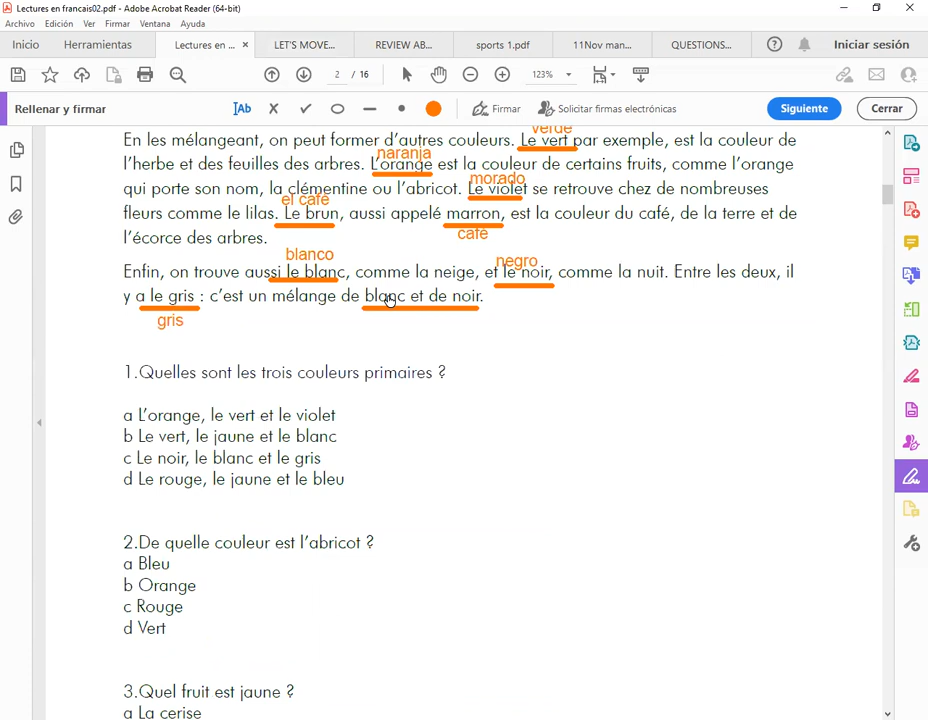 Lectures en francais02.pdf - Adobe Acrobat Reader (64-bit)
Archivo Edición Ver Firmar Ventana Ayuda
Inicio Herramientas Lectures en ... × LET'S MOVE... REVIEW AB... sports 1.pdf 11Nov man... QUESTIONS... Iniciar sesión
2 / 16 123%
Rellenar y firmar Ab Firmar Solicitar firmas electrónicas Siguiente Cerrar
verde
En les mélangeant, on peut former d'autres couleurs. Le vert par exemple, est la couleur de
naranja
l'herbe et des feuilles des arbres. L'orange est la couleur de certains fruits, comme l'orange
morado
qui porte son nom, la clémentine ou l'abricot. Le violet se retrouve chez de nombreuses
el café
fleurs comme le lilas. Le brun, aussi appelé marron, est la couleur du café, de la terre et de
café
l'écorce des arbres.
blanco
negro
Enfin, on trouve aussi le blanc, comme la neige, et le noir, comme la nuit. Entre les deux, il
y a le gris : c'est un mélange de blanc et de noir.
gris
1.Quelles sont les trois couleurs primaires ?
a L'orange, le vert et le violet
b Le vert, le jaune et le blanc
c Le noir, le blanc et le gris
d Le rouge, le jaune et le bleu
2.De quelle couleur est l'abricot ?
a Bleu
b Orange
c Rouge
d Vert
3.Quel fruit est jaune ?
a La cerise